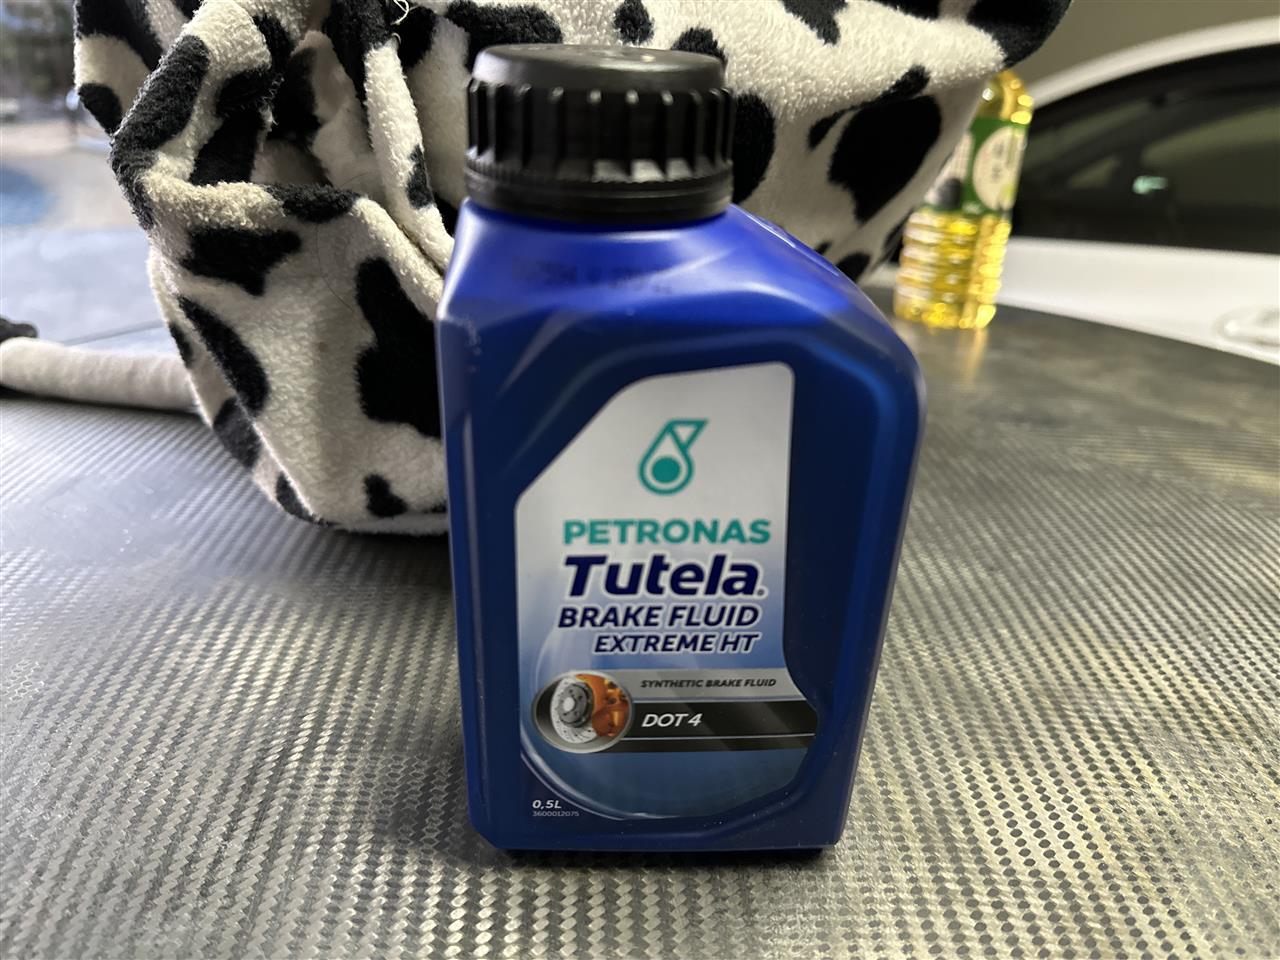 PETRONAS
Tutela®
BRAKE FLUID
EXTREME HT
SYNTHETIC BRAKE FLUID
DOT 4
0,5L
3600012075